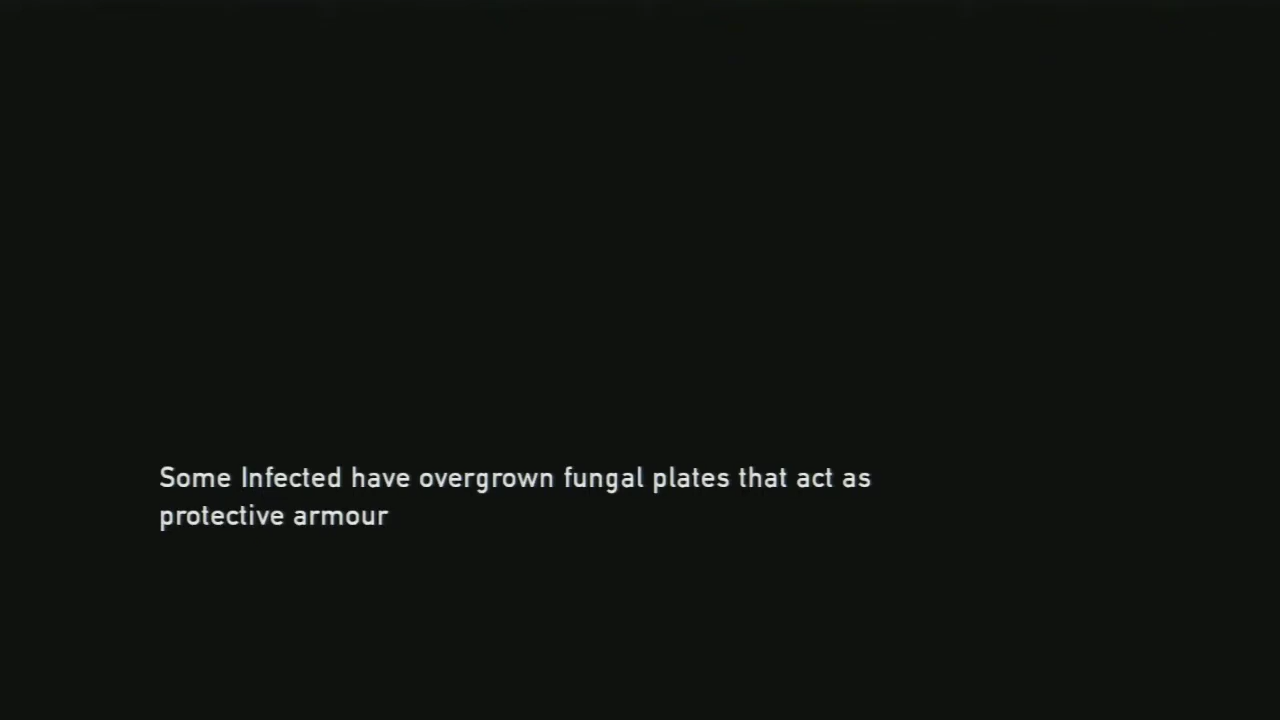 Some Infected have overgrown fungal plates that act as
protective armour